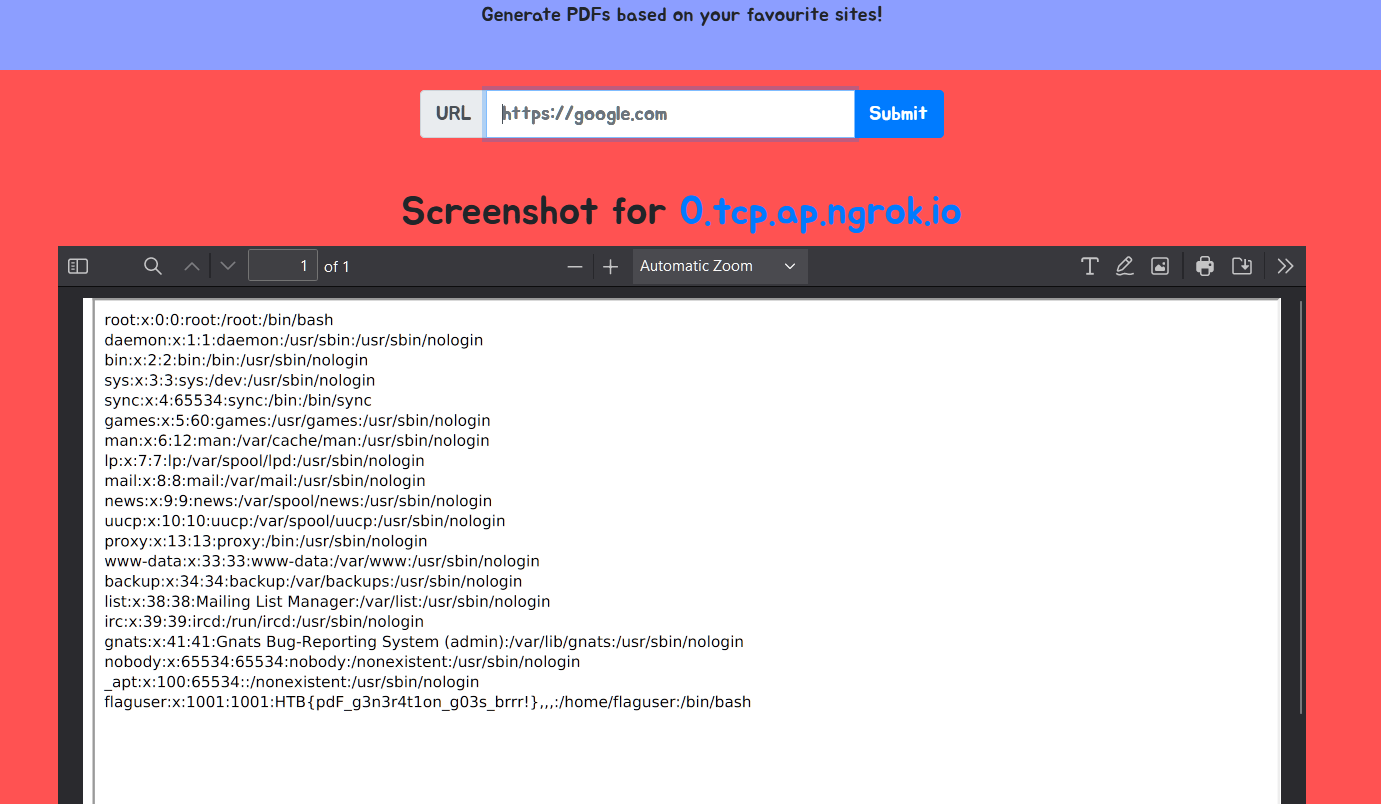 Generate PDFs based on your favourite sites!
URL https://google.com Submit
Screenshot for 0.tcp.ap.ngrok.io
1 of 1 Automatic Zoom
root:x:0:0:root:/root:/bin/bash
daemon:x:1:1:daemon:/usr/sbin:/usr/sbin/nologin
bin:x:2:2:bin:/bin:/usr/sbin/nologin
sys:x:3:3:sys:/dev:/usr/sbin/nologin
sync:x:4:65534:sync:/bin:/bin/sync
games:x:5:60:games:/usr/games:/usr/sbin/nologin
man:x:6:12:man:/var/cache/man:/usr/sbin/nologin
lp:x:7:7:lp:/var/spool/lpd:/usr/sbin/nologin
mail:x:8:8:mail:/var/mail:/usr/sbin/nologin
news:x:9:9:news:/var/spool/news:/usr/sbin/nologin
uucp:x:10:10:uucp:/var/spool/uucp:/usr/sbin/nologin
proxy:x:13:13:proxy:/bin:/usr/sbin/nologin
www-data:x:33:33:www-data:/var/www:/usr/sbin/nologin
backup:x:34:34:backup:/var/backups:/usr/sbin/nologin
list:x:38:38:Mailing List Manager:/var/list:/usr/sbin/nologin
irc:x:39:39:ircd:/run/ircd:/usr/sbin/nologin
gnats:x:41:41:Gnats Bug-Reporting System (admin):/var/lib/gnats:/usr/sbin/nologin
nobody:x:65534:65534:nobody:/nonexistent:/usr/sbin/nologin
_apt:x:100:65534::/nonexistent:/usr/sbin/nologin
flaguser:x:1001:1001:HTB{pdF_g3n3r4t1on_g03s_brrr!},,,:/home/flaguser:/bin/bash